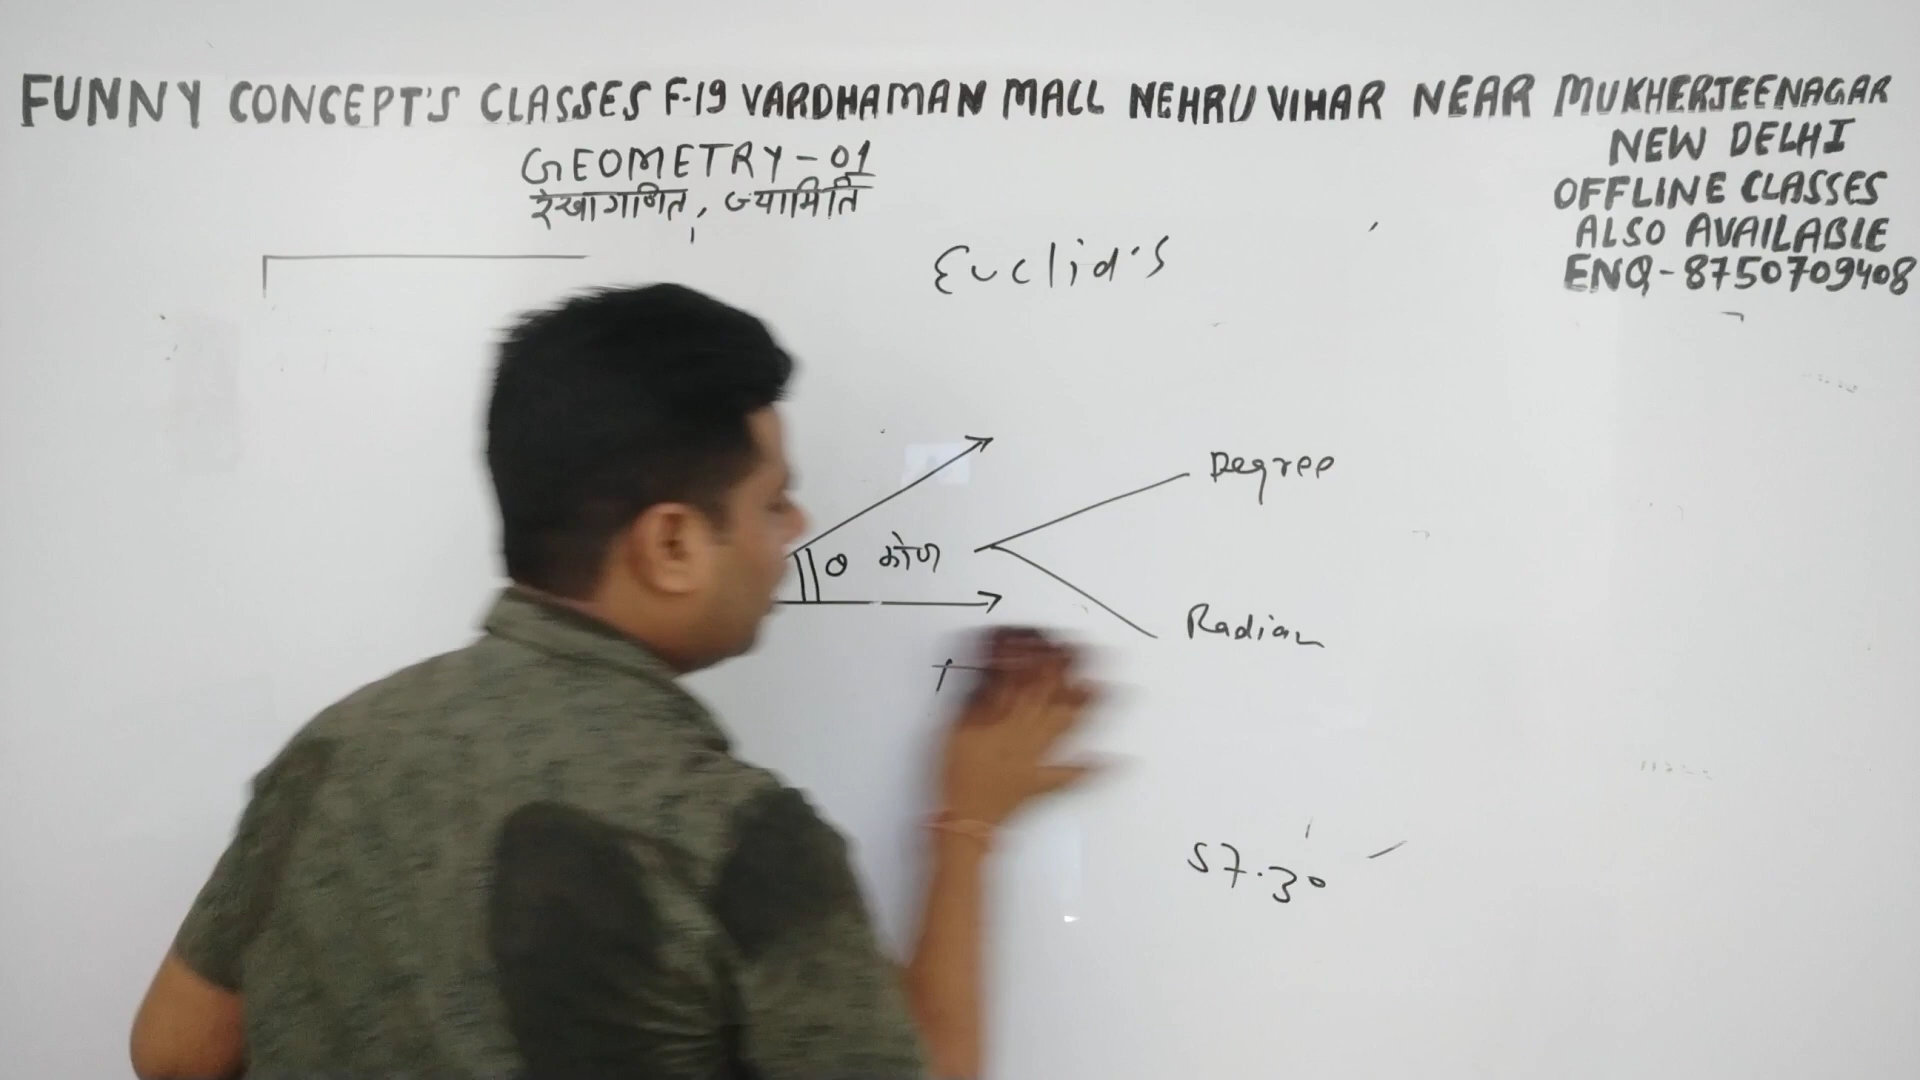 FUNNY CONCEPT'S CLASSES F-19 VARDHAMAN MALL NEHRU VIHAR NEAR MUKHERJEENAGAR
NEW DELHI
OFFLINE CLASSES
ALSO AVAILABLE
ENQ-8750709408
GEOMETRY-01
रेखागणित, ज्यामिति
Euclid's
Degree
θ कोण
Radian
57.30